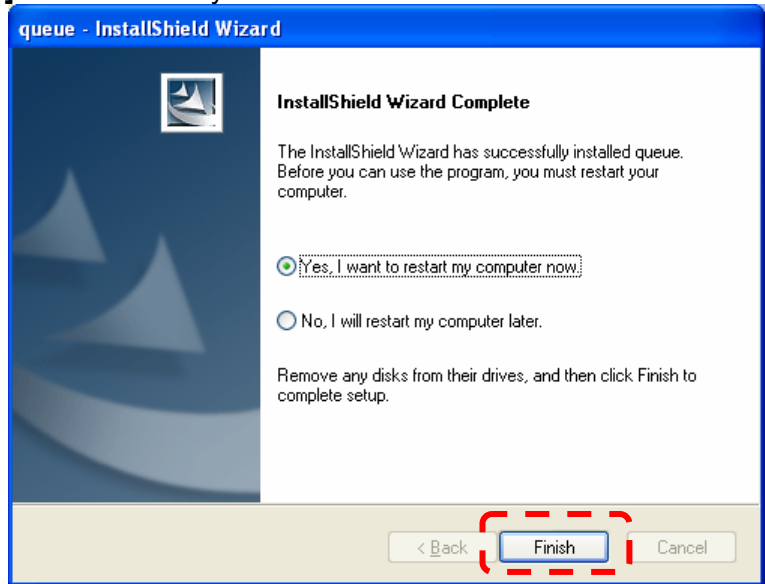 queue - InstallShield Wizard
InstallShield Wizard Complete
The InstallShield Wizard has successfully installed queue.
Before you can use the program, you must restart your
computer.
Yes, I want to restart my computer now.
No, I will restart my computer later.
Remove any disks from their drives, and then click Finish to
complete setup.
< Back Finish Cancel